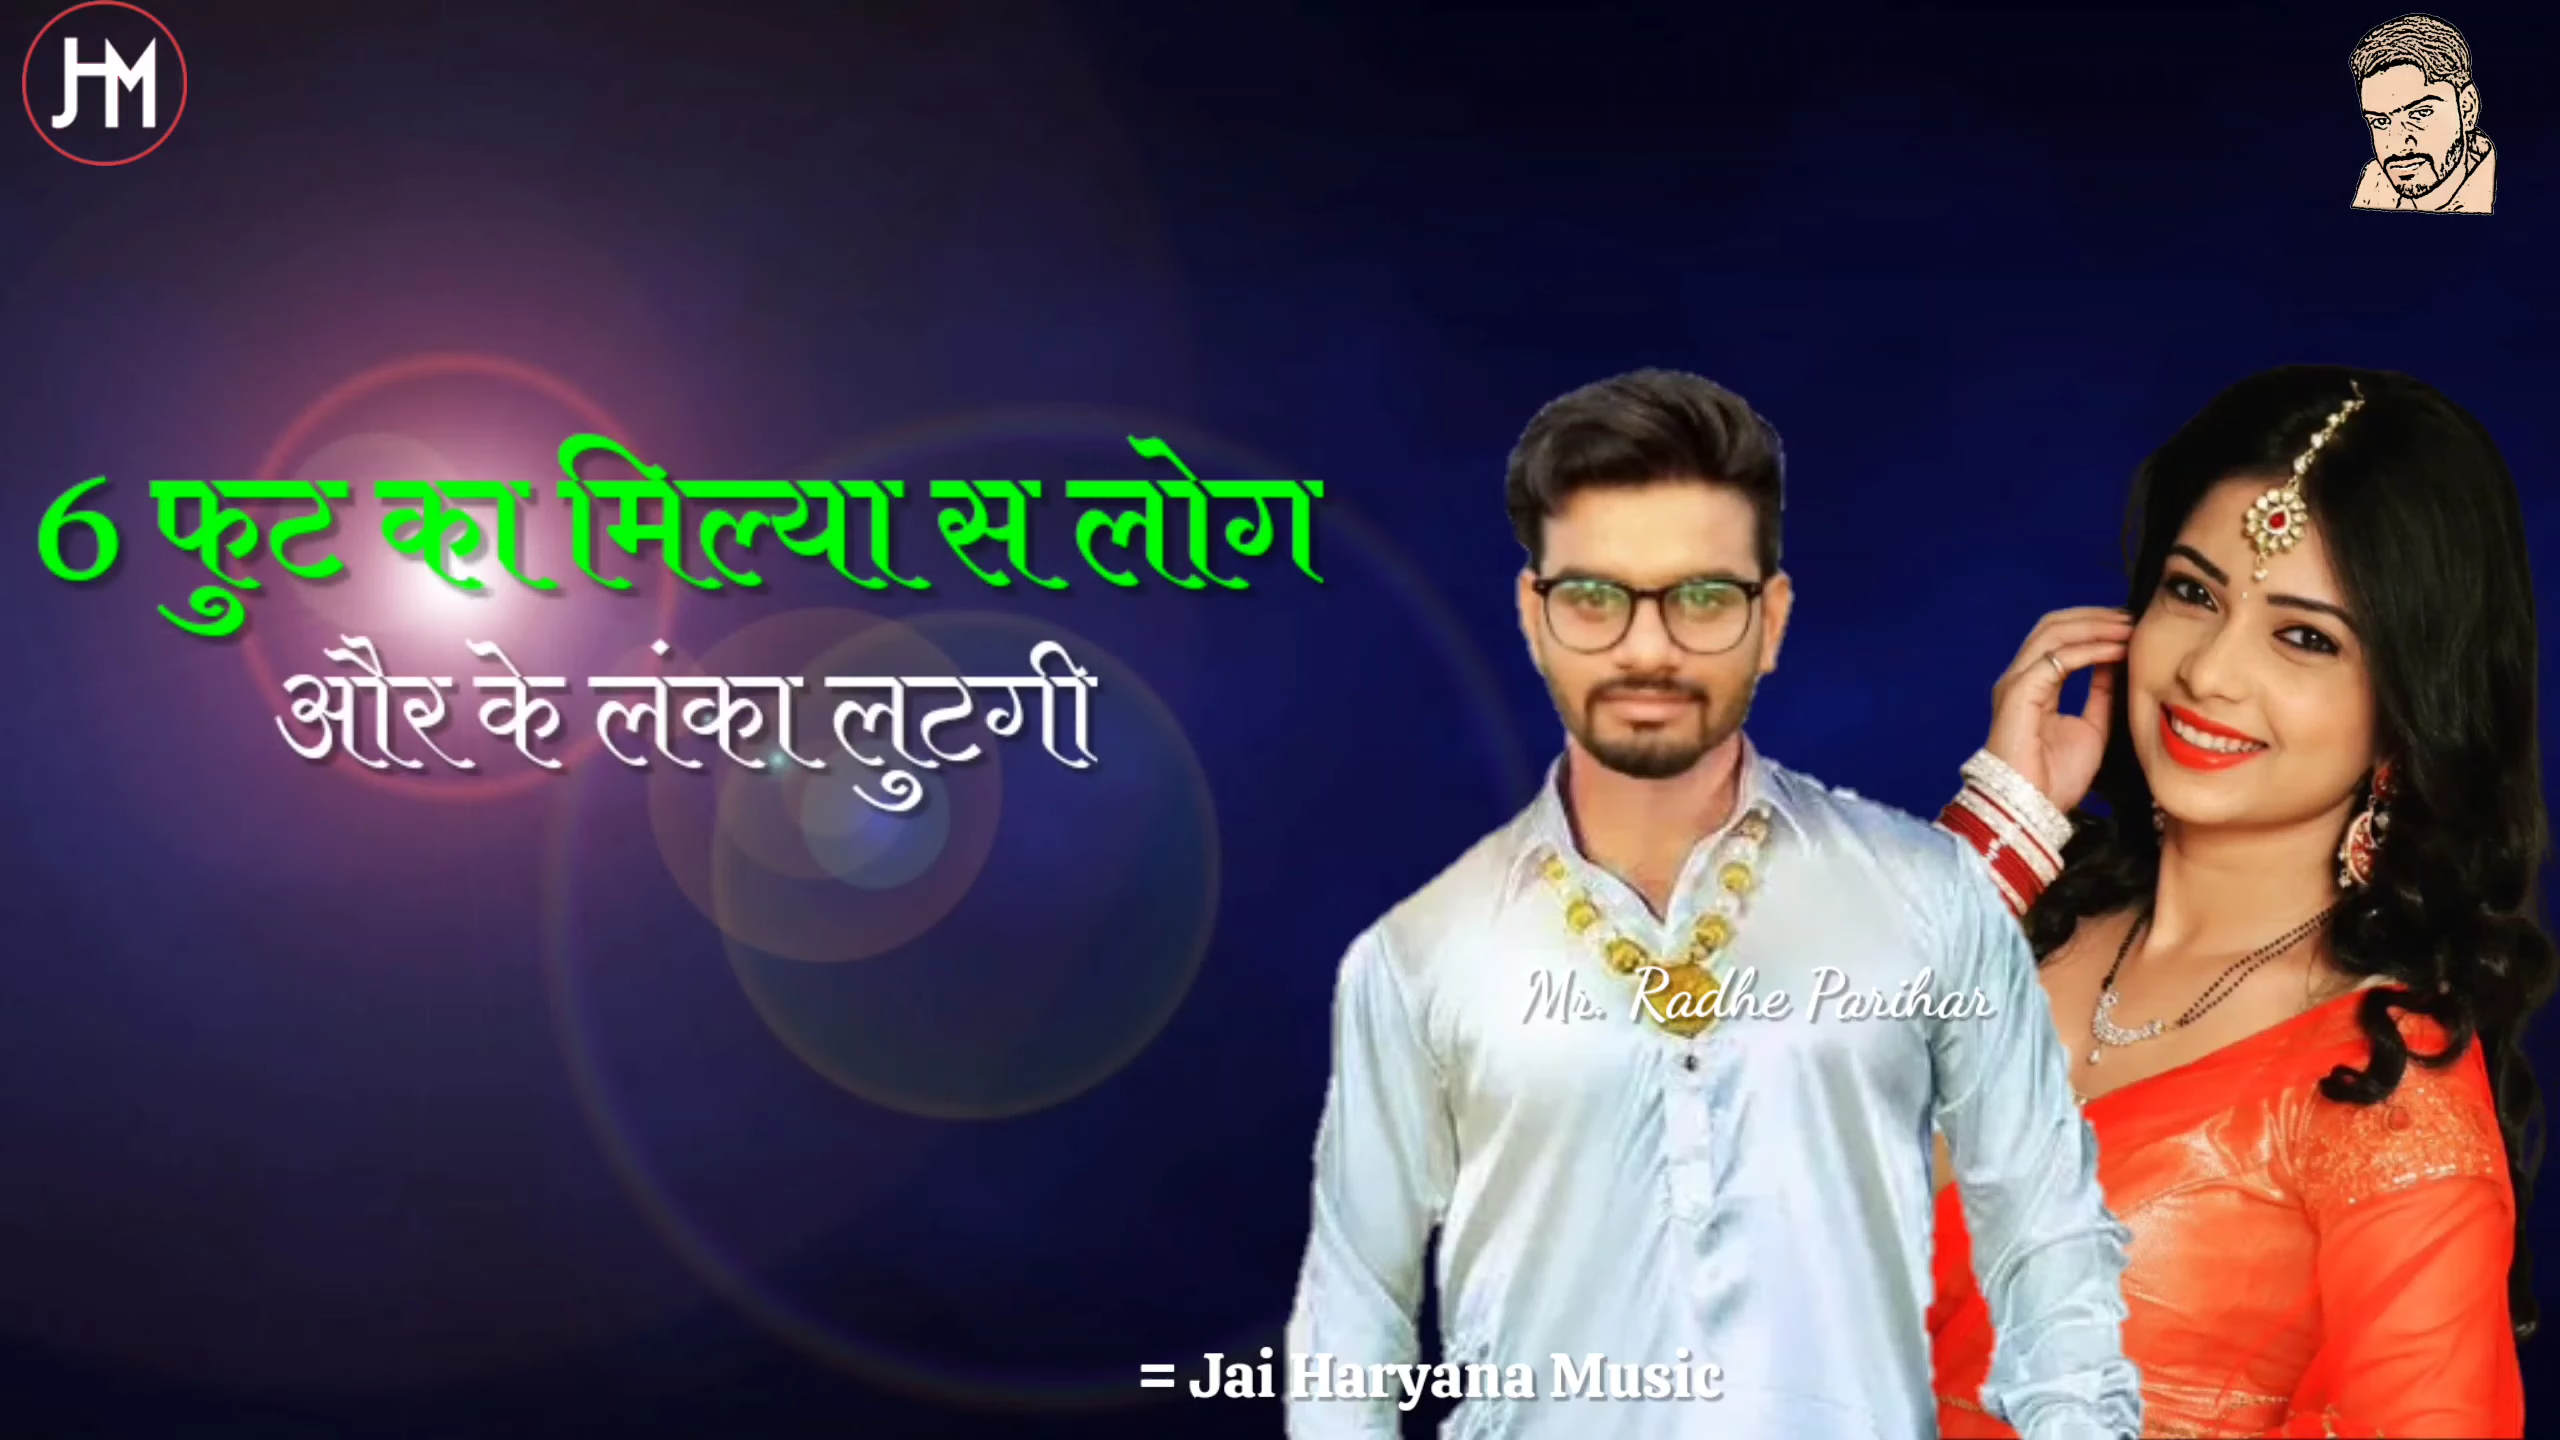 JHM
6 फुट का मिल्या स लोग
और के लंका लुटगी
Mr. Radhe Parihar
= Jai Haryana Music